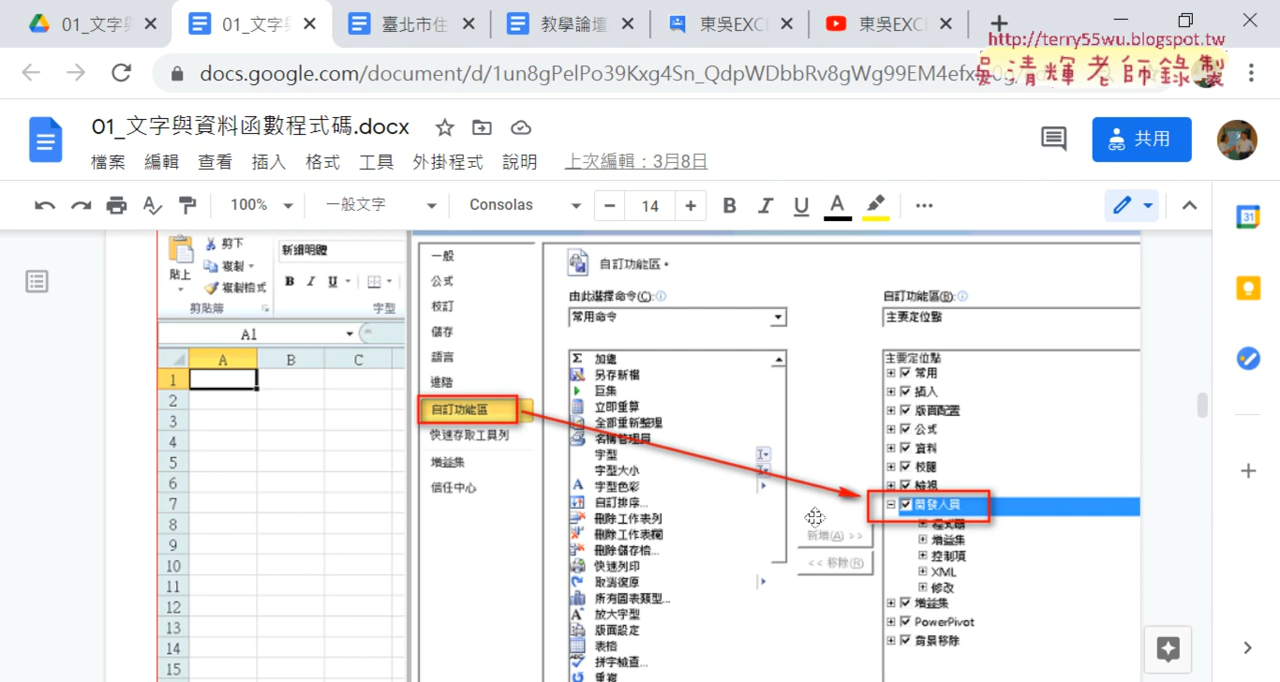 01_文字與
01_文字與
臺北市住
教學論壇
東吳EXCE
東吳EXCE
http://terry55wu.blogspot.tw
吳清輝老師錄製
docs.google.com/document/d/1un8gPelPo39Kxg4Sn_QdpWDbbRv8gWg99EM4efx
01_文字與資料函數程式碼.docx
檔案 編輯 查看 插入 格式 工具 外掛程式 說明 上次編輯：3月8日
共用
100% 一般文字 Consolas 14 B I U A
剪下
複製
複製格式
貼上
剪貼簿
新細明體
B I U
字型
A1
A B C
1
2
3
4
5
6
7
8
9
10
11
12
13
14
15
一般
公式
校訂
儲存
語言
進階
自訂功能區
快速存取工具列
增益集
信任中心
自訂功能區。
由此選擇命令(C):
常用命令
加總
另存新檔
巨集
立即重算
全部重新整理
名稱管理員
字型
字型大小
字型色彩
自訂排序...
刪除工作表列
刪除工作表欄
刪除儲存格...
快速列印
取消復原
所有圖表類型...
放大字型
版面設定
表格
拼字檢查...
重複
新增(A) >>
<< 移除(R)
自訂功能區(B):
主要定位點
主要定位點
常用
插入
版面配置
公式
資料
校閱
檢視
開發人員
程式碼
增益集
控制項
XML
修改
增益集
PowerPivot
背景移除
31